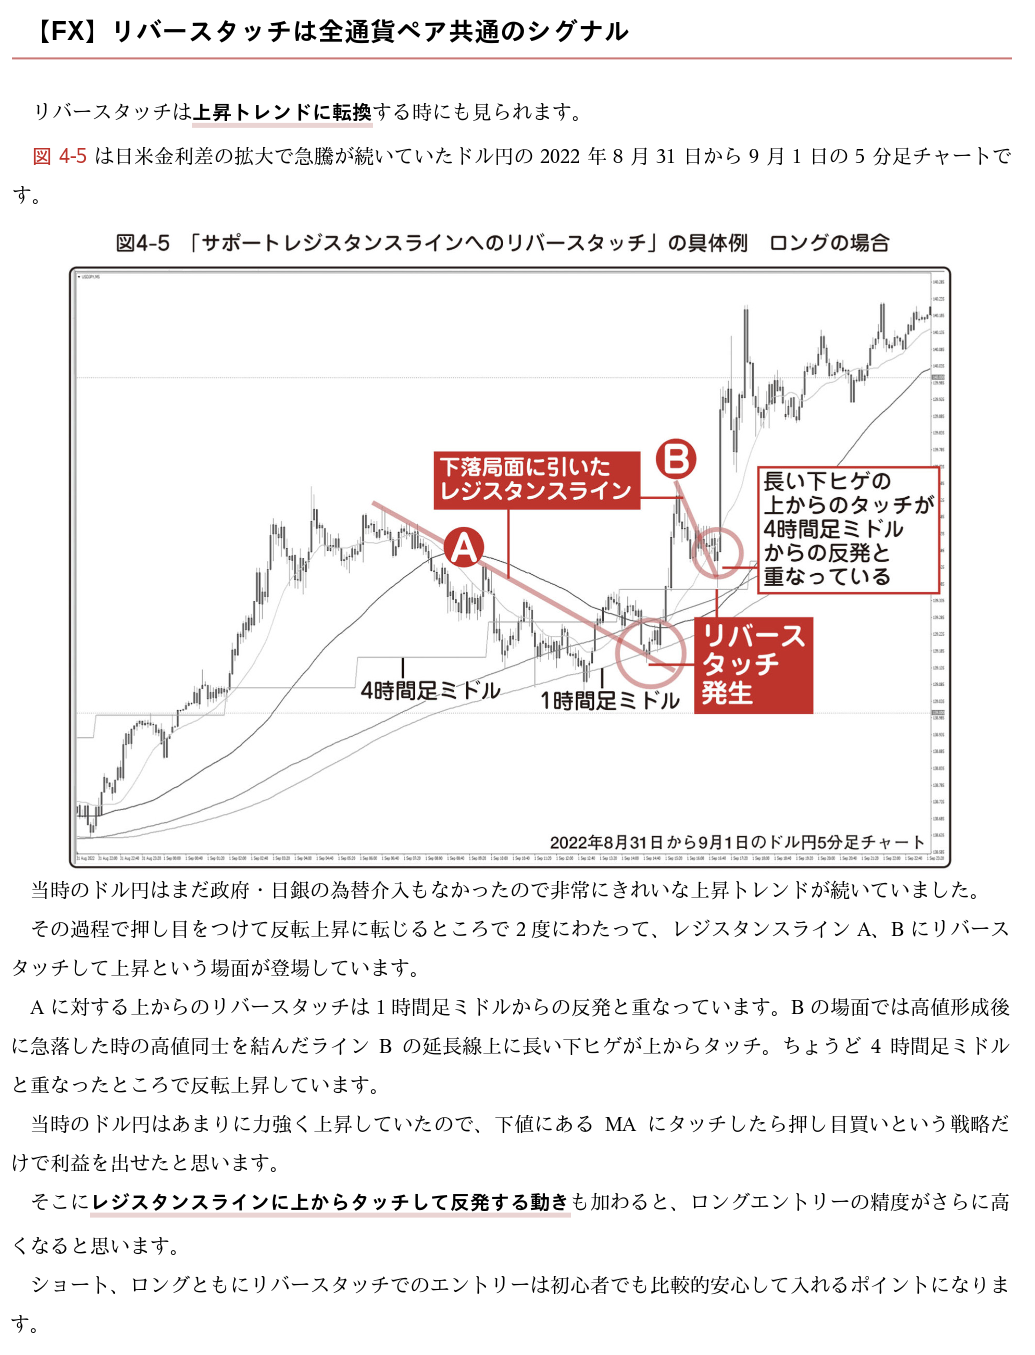 【FX】リバースタッチは全通貨ペア共通のシグナル
リバースタッチは上昇トレンドに転換する時にも見られます。
図 4-5 は日米金利差の拡大で急騰が続いていたドル円の 2022 年 8 月 31 日から 9 月 1 日の 5 分足チャートで
す。
図4-5 「サポートレジスタンスラインへのリバースタッチ」の具体例 ロングの場合
下落局面に引いた
レジスタンスライン
A
B
長い下ヒゲの
上からのタッチが
4時間足ミドル
からの反発と
重なっている
リバース
タッチ
発生
4時間足ミドル
1時間足ミドル
2022年8月31日から9月1日のドル円5分足チャート
当時のドル円はまだ政府・日銀の為替介入もなかったので非常にきれいな上昇トレンドが続いていました。
その過程で押し目をつけて反転上昇に転じるところで 2 度にわたって、レジスタンスライン A、B にリバース
タッチして上昇という場面が登場しています。
A に対する上からのリバースタッチは 1 時間足ミドルからの反発と重なっています。B の場面では高値形成後
に急落した時の高値同士を結んだライン B の延長線上に長い下ヒゲが上からタッチ。ちょうど 4 時間足ミドル
と重なったところで反転上昇しています。
当時のドル円はあまりに力強く上昇していたので、下値にある MA にタッチしたら押し目買いという戦略だ
けで利益を出せたと思います。
そこにレジスタンスラインに上からタッチして反発する動きも加わると、ロングエントリーの精度がさらに高
くなると思います。
ショート、ロングともにリバースタッチでのエントリーは初心者でも比較的安心して入れるポイントになりま
す。